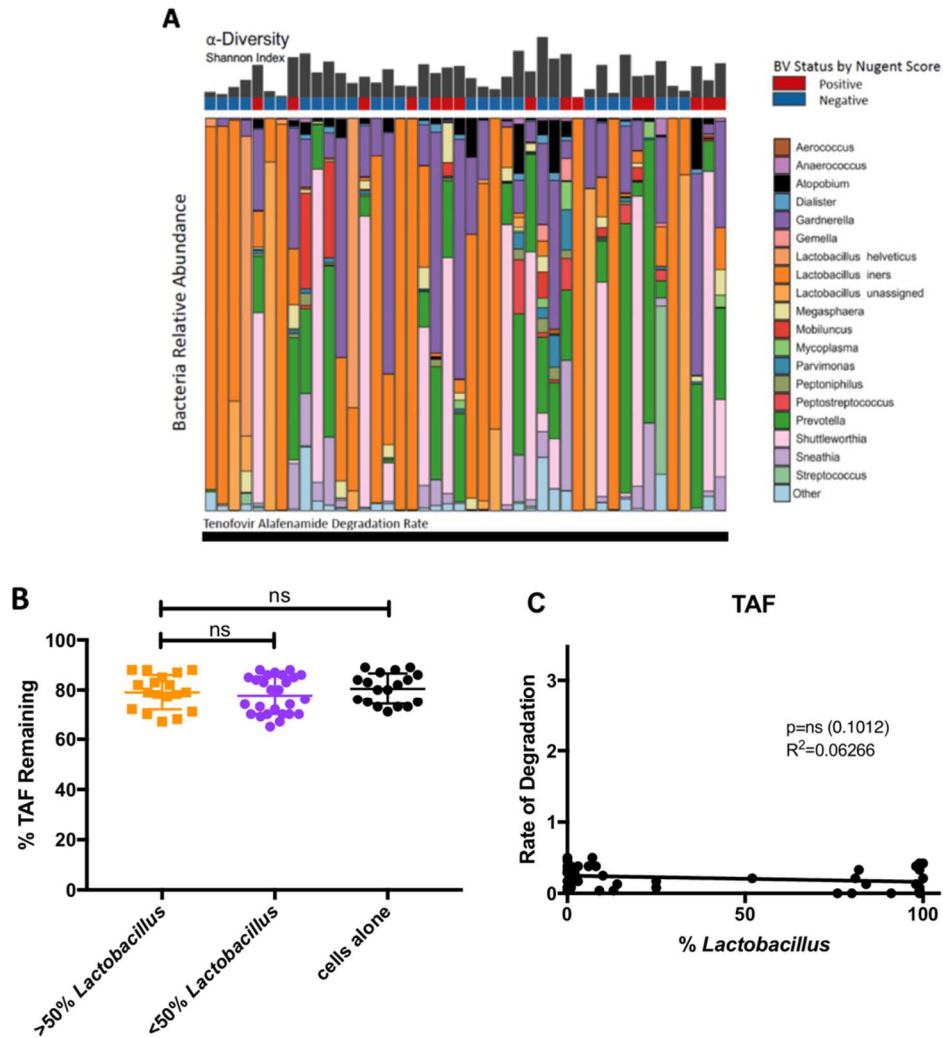 A
α-Diversity
Shannon Index
BV Status by Nugent Score
Positive
Negative
Bacteria Relative Abundance
Aerococcus
Anaerococcus
Atopobium
Dialister
Gardnerella
Gemella
Lactobacillus helveticus
Lactobacillus iners
Lactobacillus unassigned
Megasphaera
Mobiluncus
Mycoplasma
Parvimonas
Peptoniphilus
Peptostreptococcus
Prevotella
Shuttleworthia
Sneathia
Streptococcus
Other
Tenofovir Alafenamide Degradation Rate
B
ns
ns
100
80
60
40
20
0
% TAF Remaining
>50% Lactobacillus
<50% Lactobacillus
cells alone
C
TAF
3
2
1
0
Rate of Degradation
p=ns (0.1012)
R²=0.06266
0
50
100
% Lactobacillus